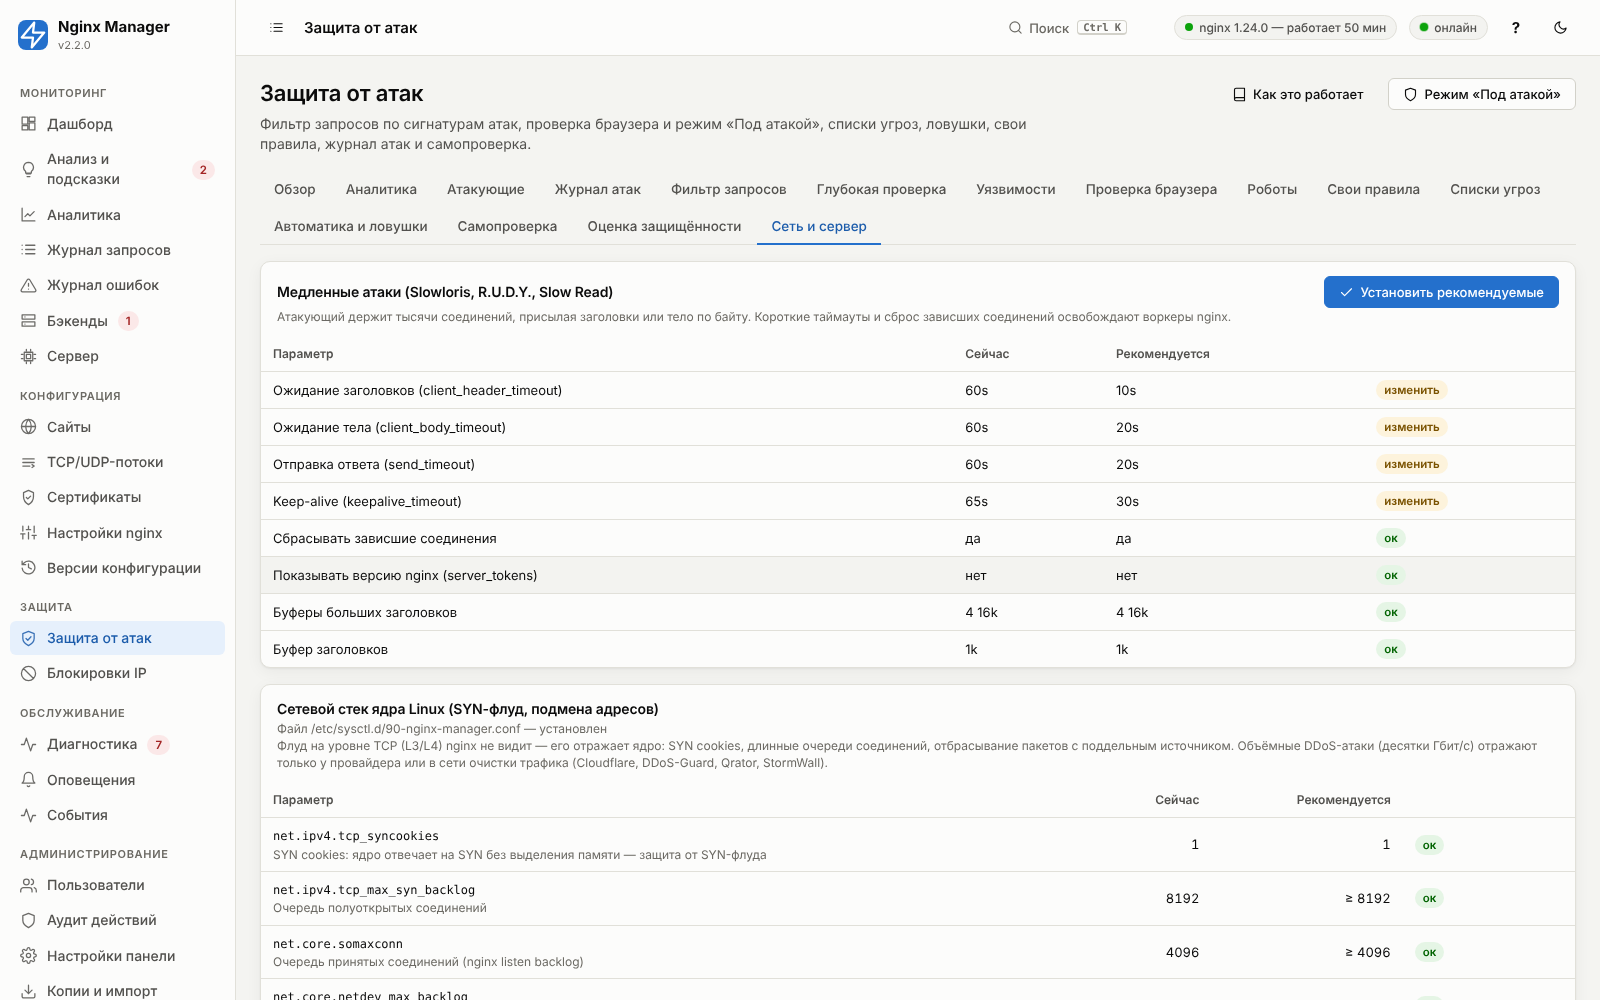 Nginx Manager
v2.2.0
МОНИТОРИНГ
Дашборд
Анализ и
подсказки
2
Аналитика
Журнал запросов
Журнал ошибок
Бэкенды 1
Сервер
КОНФИГУРАЦИЯ
Сайты
TCP/UDP-потоки
Сертификаты
Настройки nginx
Версии конфигурации
ЗАЩИТА
Защита от атак
Блокировки IP
ОБСЛУЖИВАНИЕ
Диагностика 7
Оповещения
События
АДМИНИСТРИРОВАНИЕ
Пользователи
Аудит действий
Настройки панели
Копии и импорт
Защита от атак
Поиск Ctrl K
nginx 1.24.0 — работает 50 мин
онлайн
?
Защита от атак
Фильтр запросов по сигнатурам атак, проверка браузера и режим «Под атакой», списки угроз, ловушки, свои
правила, журнал атак и самопроверка.
Как это работает
Режим «Под атакой»
Обзор Аналитика Атакующие Журнал атак Фильтр запросов Глубокая проверка Уязвимости Проверка браузера Роботы Свои правила Списки угроз
Автоматика и ловушки Самопроверка Оценка защищённости Сеть и сервер
Медленные атаки (Slowloris, R.U.D.Y., Slow Read)
Атакующий держит тысячи соединений, присылая заголовки или тело по байту. Короткие таймауты и сброс зависших соединений освобождают воркеры nginx.
Установить рекомендуемые
Параметр Сейчас Рекомендуется
Ожидание заголовков (client_header_timeout) 60s 10s изменить
Ожидание тела (client_body_timeout) 60s 20s изменить
Отправка ответа (send_timeout) 60s 20s изменить
Keep-alive (keepalive_timeout) 65s 30s изменить
Сбрасывать зависшие соединения да да ок
Показывать версию nginx (server_tokens) нет нет ок
Буферы больших заголовков 4 16k 4 16k ок
Буфер заголовков 1k 1k ок
Сетевой стек ядра Linux (SYN-флуд, подмена адресов)
Файл /etc/sysctl.d/90-nginx-manager.conf — установлен
Флуд на уровне TCP (L3/L4) nginx не видит — его отражает ядро: SYN cookies, длинные очереди соединений, отбрасывание пакетов с поддельным источником. Объёмные DDoS-атаки (десятки Гбит/с) отражают
только у провайдера или в сети очистки трафика (Cloudflare, DDoS-Guard, Qrator, StormWall).
Параметр Сейчас Рекомендуется
net.ipv4.tcp_syncookies 1 1 ок
SYN cookies: ядро отвечает на SYN без выделения памяти — защита от SYN-флуда
net.ipv4.tcp_max_syn_backlog 8192 ≥ 8192 ок
Очередь полуоткрытых соединений
net.core.somaxconn 4096 ≥ 4096 ок
Очередь принятых соединений (nginx listen backlog)
net.core.netdev_max_backlog